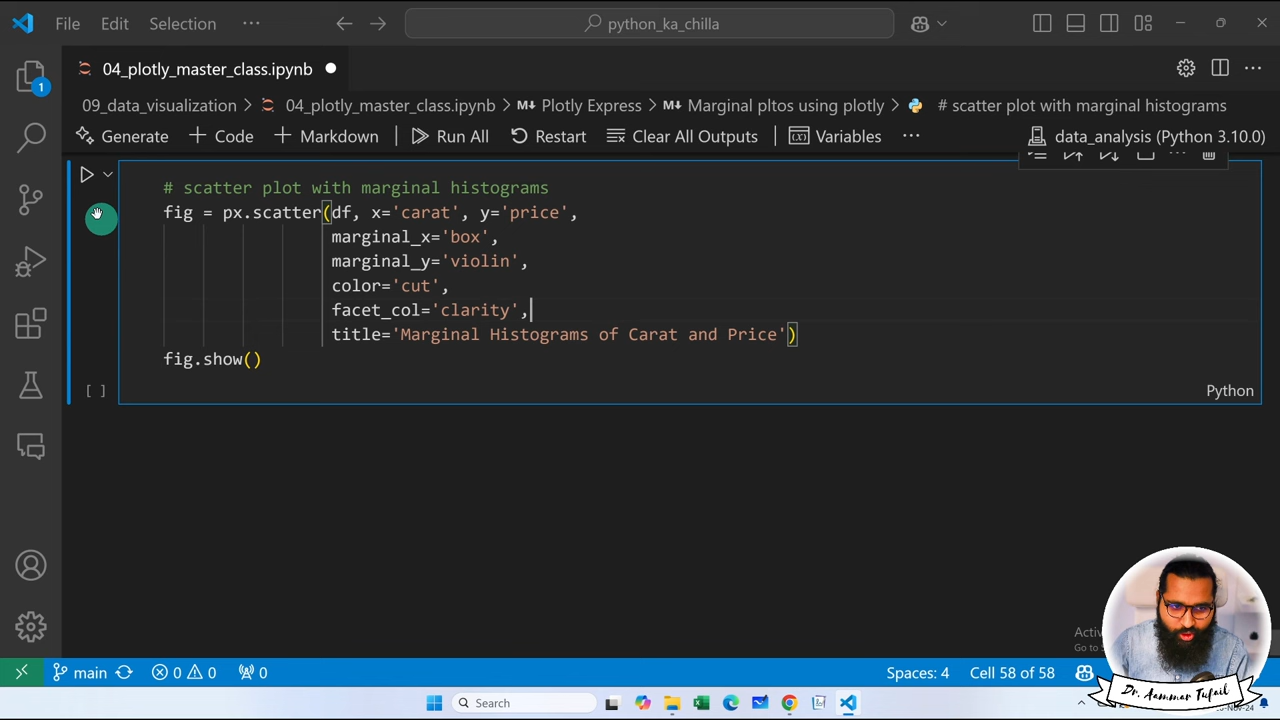 File Edit Selection ··· python_ka_chilla
04_plotly_master_class.ipynb
1
09_data_visualization > 04_plotly_master_class.ipynb > Plotly Express > Marginal pltos using plotly > # scatter plot with marginal histograms
Generate + Code + Markdown Run All Restart Clear All Outputs Variables ··· data_analysis (Python 3.10.0)
# scatter plot with marginal histograms
fig = px.scatter(df, x='carat', y='price',
marginal_x='box',
marginal_y='violin',
color='cut',
facet_col='clarity',
title='Marginal Histograms of Carat and Price')
fig.show()
[ ] Python
Dr. Aammar Tufail
main 0 0 0 Spaces: 4 Cell 58 of 58
Search